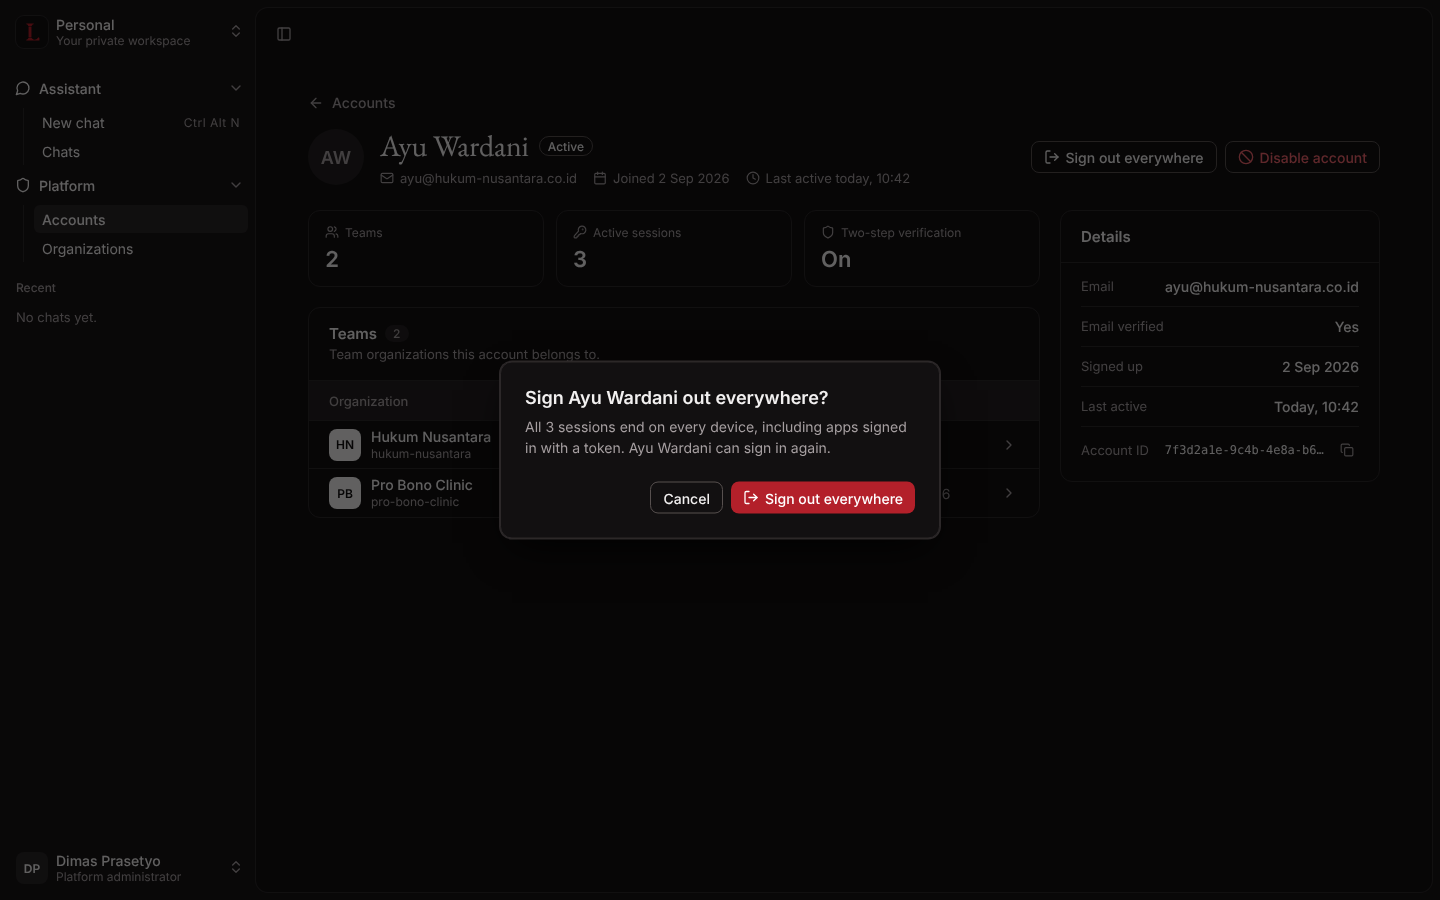 L
Personal
Your private workspace
Assistant
New chat
Ctrl Alt N
Chats
Platform
Accounts
Organizations
Recent
No chats yet.
DP
Dimas Prasetyo
Platform administrator
Accounts
AW
Ayu Wardani
Active
ayu@hukum-nusantara.co.id
Joined 2 Sep 2026
Last active today, 10:42
Sign out everywhere
Disable account
Teams
2
Active sessions
3
Two-step verification
On
Teams 2
Team organizations this account belongs to.
Organization
HN
Hukum Nusantara
hukum-nusantara
PB
Pro Bono Clinic
pro-bono-clinic
6
Details
Email
ayu@hukum-nusantara.co.id
Email verified
Yes
Signed up
2 Sep 2026
Last active
Today, 10:42
Account ID
7f3d2a1e-9c4b-4e8a-b6…
Sign Ayu Wardani out everywhere?
All 3 sessions end on every device, including apps signed
in with a token. Ayu Wardani can sign in again.
Cancel
Sign out everywhere